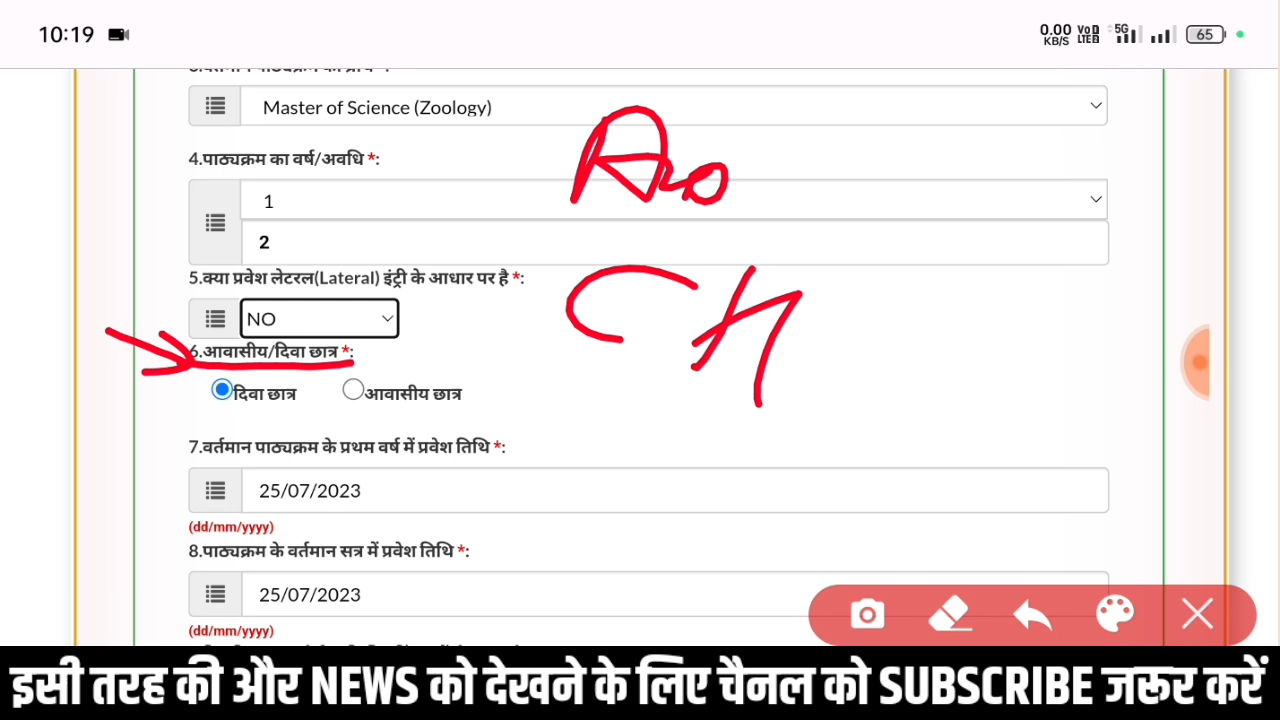 10:19
0.00 KB/S VoD LTE2 5G 65
Master of Science (Zoology)
4.पाठ्यक्रम का वर्ष/अवधि *:
1
2
5.क्या प्रवेश लेटरल(Lateral) इंट्री के आधार पर है *:
NO
6.आवासीय/दिवा छात्र *:
दिवा छात्र आवासीय छात्र
7.वर्तमान पाठ्यक्रम के प्रथम वर्ष में प्रवेश तिथि *:
25/07/2023
(dd/mm/yyyy)
8.पाठ्यक्रम के वर्तमान सत्र में प्रवेश तिथि *:
25/07/2023
(dd/mm/yyyy)
इसी तरह की और NEWS को देखने के लिए चैनल को SUBSCRIBE जरूर करें